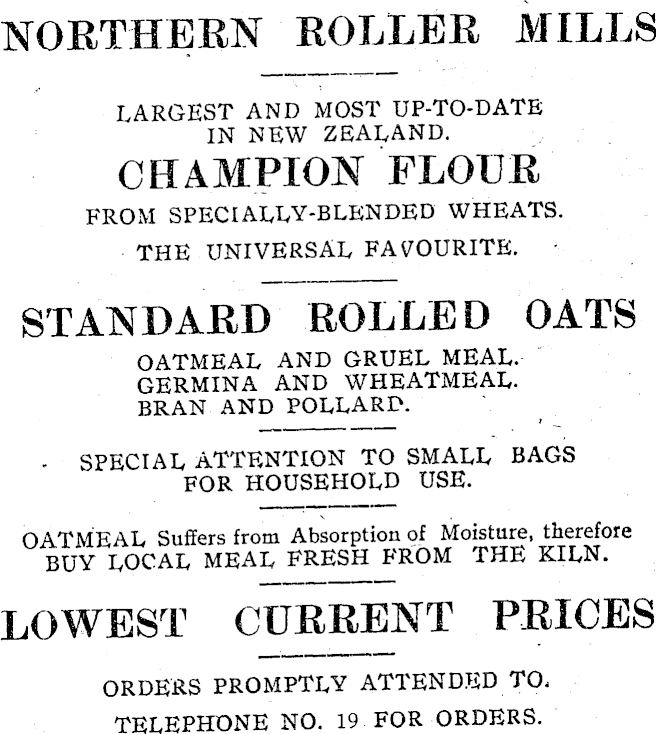 NORTHERN ROLLER MILLS
LARGEST AND MOST UP-TO-DATE
IN NEW ZEALAND.
CHAMPION FLOUR
FROM SPECIALLY-BLENDED WHEATS.
THE UNIVERSAL FAVOURITE.
STANDARD ROLLED OATS
OATMEAL AND GRUEL MEAL.
GERMINA AND WHEATMEAL.
BRAN AND POLLARD.
SPECIAL ATTENTION TO SMALL BAGS
FOR HOUSEHOLD USE.
OATMEAL Suffers from Absorption of Moisture, therefore
BUY LOCAL MEAL FRESH FROM THE KILN.
LOWEST CURRENT PRICES
ORDERS PROMPTLY ATTENDED TO.
TELEPHONE NO. 19 FOR ORDERS.